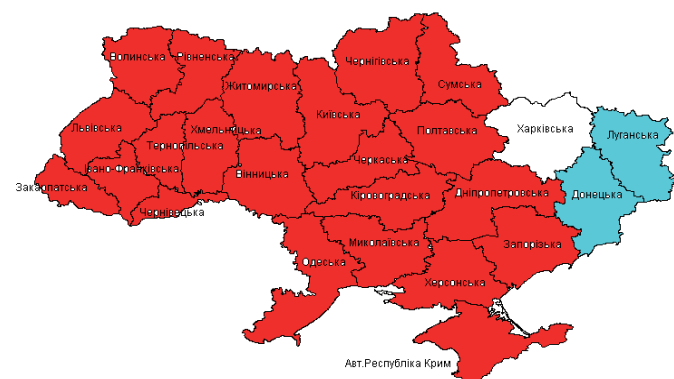 Волинська
Рівненська
Чернігівська
Сумська
Житомирська
Київська
Львівська
Хмельницька
Тернопільська
Полтавська
Харківська
Луганська
Івано-Франківська
Вінницька
Черкаська
Закарпатська
Кіровоградська
Дніпропетровська
Донецька
Чернівецька
Миколаївська
Запорізька
Одеська
Херсонська
Авт.Республіка Крим